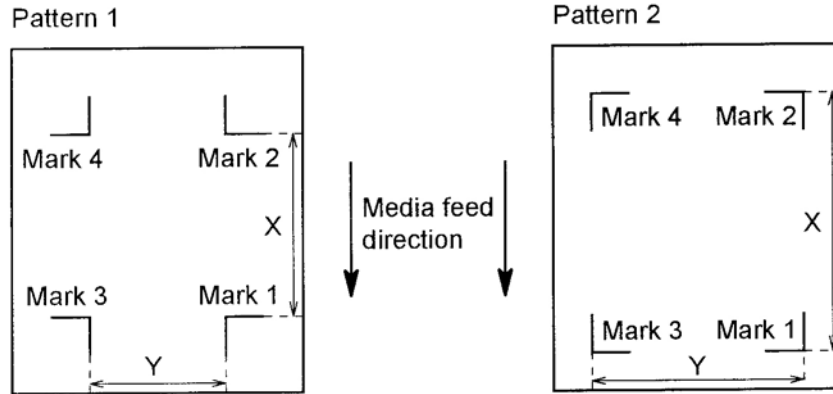 Pattern 1
Mark 4
Mark 2
X
Mark 3
Mark 1
Y
Media feed
direction
Pattern 2
Mark 4
Mark 2
X
Mark 3
Mark 1
Y